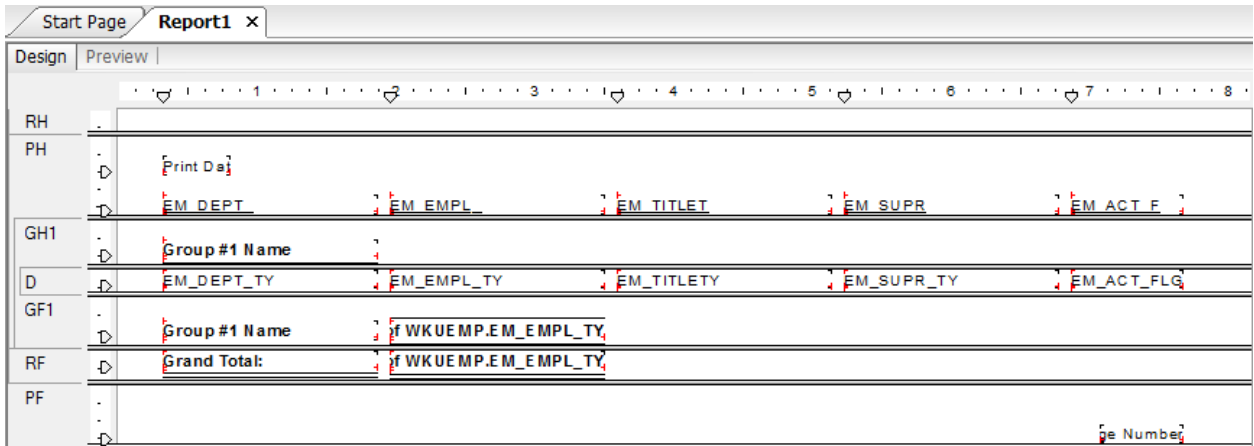 Start Page Report1 ×
Design Preview
1 2 3 4 5 6 7 8
RH
PH
Print Dat
EM_DEPT_ EM_EMPL_ EM_TITLET EM_SUPR EM_ACT_F
GH1
Group #1 Name
D EM_DEPT_TY EM_EMPL_TY EM_TITLETY EM_SUPR_TY EM_ACT_FLG
GF1
Group #1 Name of WKUEMP.EM_EMPL_TY
RF Grand Total: of WKUEMP.EM_EMPL_TY
PF
ge Number